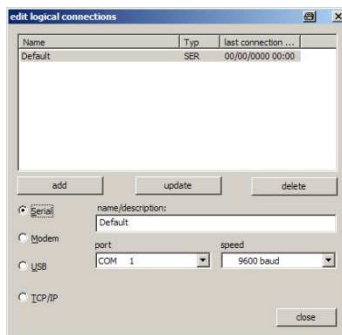 edit logical connections
Name Typ last connection ...
Default SER 00/00/0000 00:00
add update delete
Serial
name/description:
Default
Modem
port speed
COM 1 9600 baud
USB
TCP/IP
close